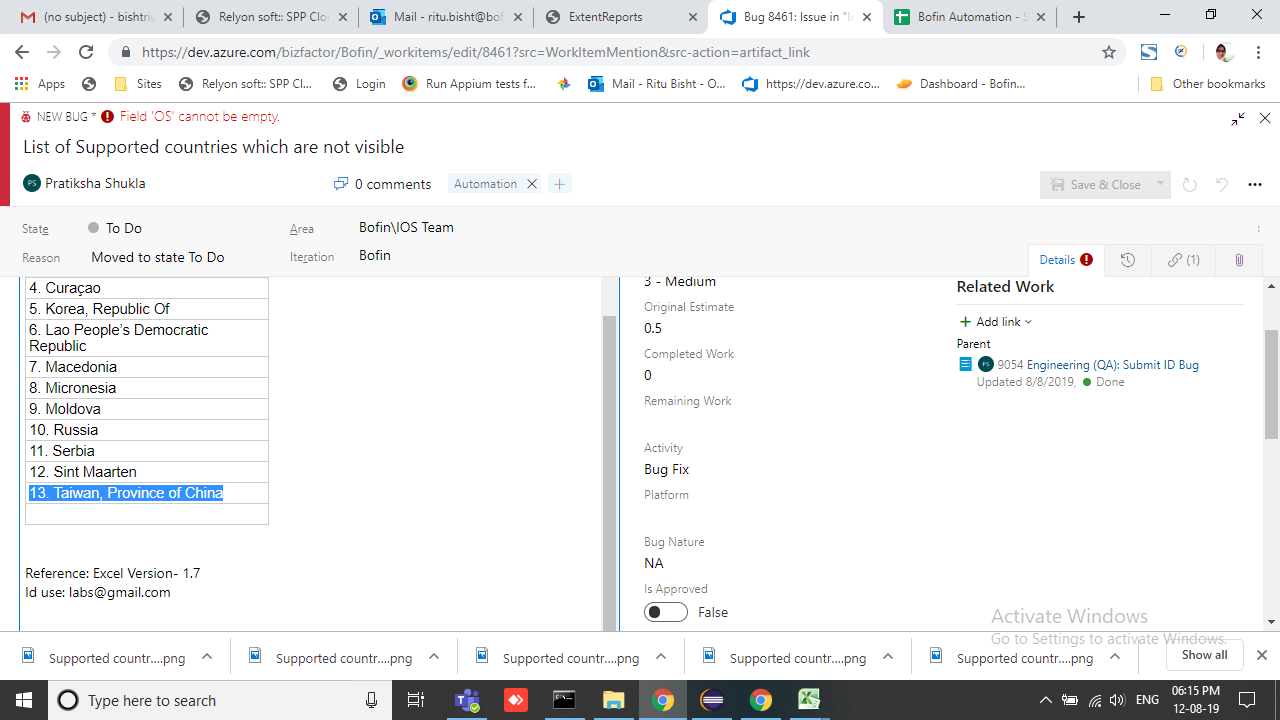 (no subject) - bishtri
Relyon soft:: SPP Clo
Mail - ritu.bisht@bof
ExtentReports
Bug 8461: Issue in "In
Bofin Automation - S
https://dev.azure.com/bizfactor/Bofin/_workitems/edit/8461?src=WorkItemMention&src-action=artifact_link
Apps
Sites
Relyon soft:: SPP Cl...
Login
Run Appium tests f...
Mail - Ritu Bisht - O...
https://dev.azure.co...
Dashboard - Bofin...
Other bookmarks
NEW BUG * Field 'OS' cannot be empty.
List of Supported countries which are not visible
PS Pratiksha Shukla
0 comments
Automation
Save & Close
State
To Do
Area
Bofin\IOS Team
Reason
Moved to state To Do
Iteration
Bofin
Details
(1)
4. Curaçao
5. Korea, Republic Of
6. Lao People’s Democratic
Republic
7. Macedonia
8. Micronesia
9. Moldova
10. Russia
11. Serbia
12. Sint Maarten
13. Taiwan, Province of China
Reference: Excel Version- 1.7
Id use: labs@gmail.com
3 - Medium
Original Estimate
0.5
Completed Work
0
Remaining Work
Activity
Bug Fix
Platform
Bug Nature
NA
Is Approved
False
Related Work
Add link
Parent
PS 9054 Engineering (QA): Submit ID Bug
Updated 8/8/2019, Done
Activate Windows
Go to Settings to activate Windows.
Supported countr....png
Supported countr....png
Supported countr....png
Supported countr....png
Supported countr....png
Show all
Type here to search
ENG
06:15 PM
12-08-19